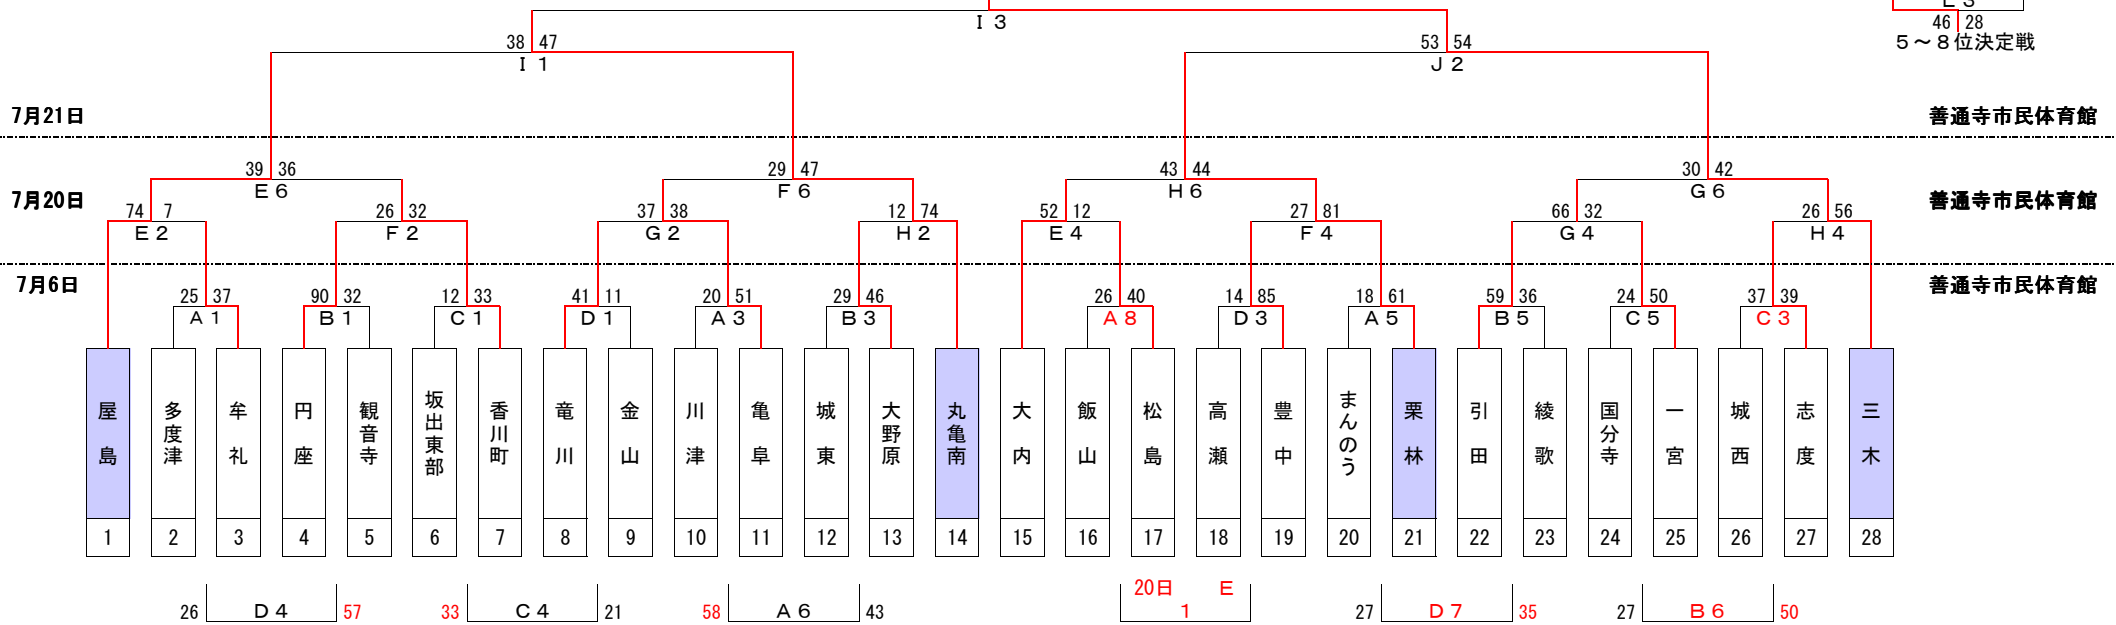 Ｉ３
Ｅ３
46 28
５～８位決定戦
38 47
Ｉ１
53 54
Ｊ２
7月21日
善通寺市民体育館
39 36
Ｅ６
29 47
Ｆ６
43 44
Ｈ６
30 42
Ｇ６
7月20日
善通寺市民体育館
74 7
Ｅ２
26 32
Ｆ２
37 38
Ｇ２
12 74
Ｈ２
52 12
Ｅ４
27 81
Ｆ４
66 32
Ｇ４
26 56
Ｈ４
7月6日
善通寺市民体育館
25 37
Ａ１
90 32
Ｂ１
12 33
Ｃ１
41 11
Ｄ１
20 51
Ａ３
29 46
Ｂ３
26 40
Ａ８
14 85
Ｄ３
18 61
Ａ５
59 36
Ｂ５
24 50
Ｃ５
37 39
Ｃ３
屋島
多度津
牟礼
円座
観音寺
坂出東部
香川町
竜川
金山
川津
亀阜
城東
大野原
丸亀南
大内
飯山
松島
高瀬
豊中
まんのう
栗林
引田
綾歌
国分寺
一宮
城西
志度
三木
1 2 3 4 5 6 7 8 9 10 11 12 13 14 15 16 17 18 19 20 21 22 23 24 25 26 27 28
26 Ｄ４ 57
33 Ｃ４ 21
58 Ａ６ 43
20日 Ｅ
１
27 Ｄ７ 35
27 Ｂ６ 50